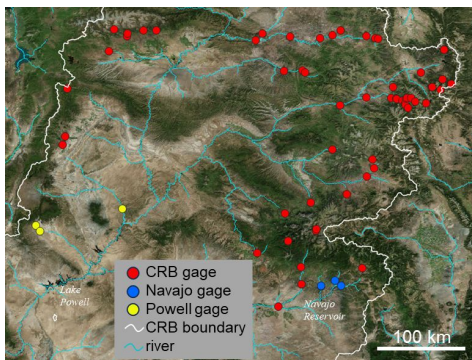 Lake
Powell
CRB gage
Navajo gage
Powell gage
CRB boundary
river
Navajo
Reservoir
100 km